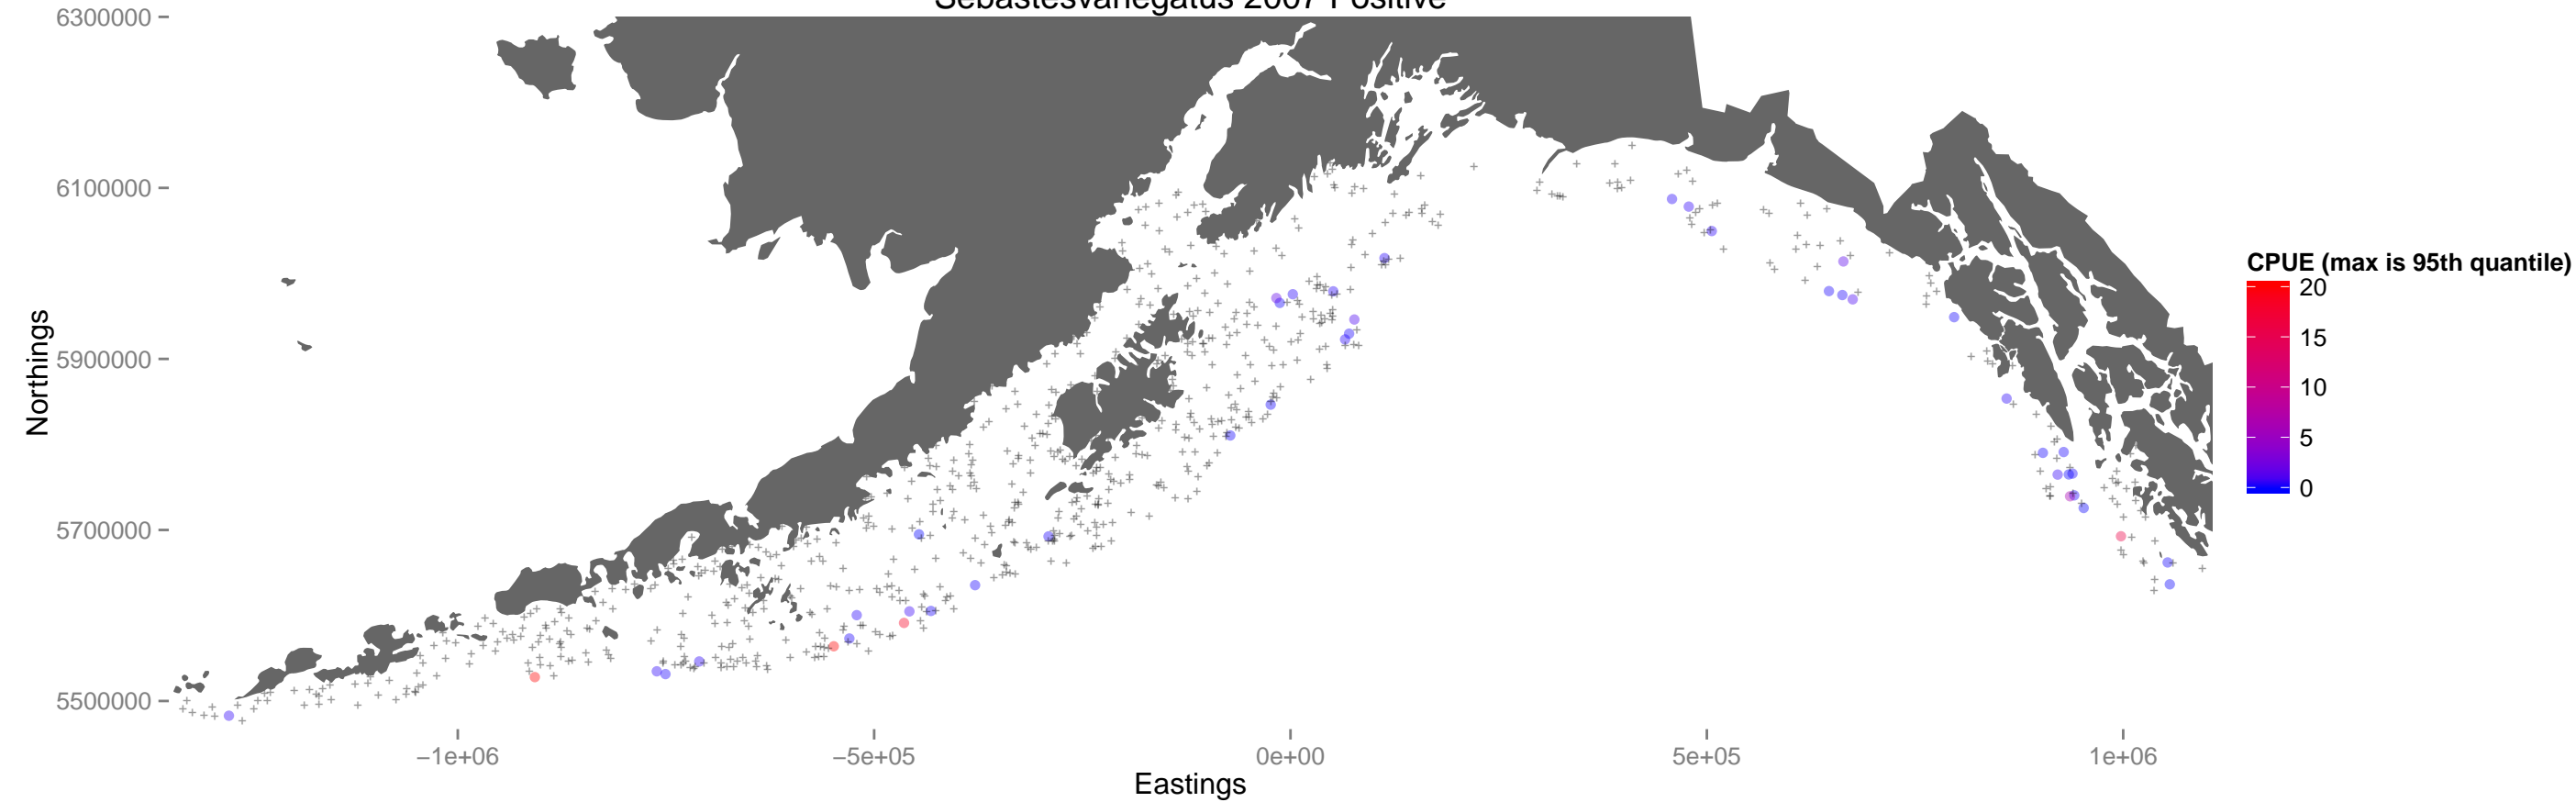 Sebastesvariegatus 2007 Positive
6300000
6100000
5900000
5700000
5500000
Northings
−1e+06
−5e+05
0e+00
5e+05
1e+06
Eastings
CPUE (max is 95th quantile)
20
15
10
5
0